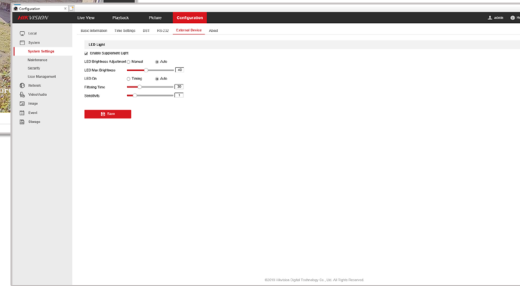 Configuration
HIKVISION
Live View Playback Picture Configuration admin
Local
System
System Settings
Maintenance
Security
User Management
Network
Video/Audio
Image
Event
Storage
Basic Information Time Settings DST RS-232 External Device About
LED Light
Enable Supplement Light
LED Brightness Adjustment Manual Auto
LED Max. Brightness
LED On Timing Auto
Filtering Time
Sensitivity
Save
©2016 Hikvision Digital Technology Co., Ltd. All Rights Reserved.